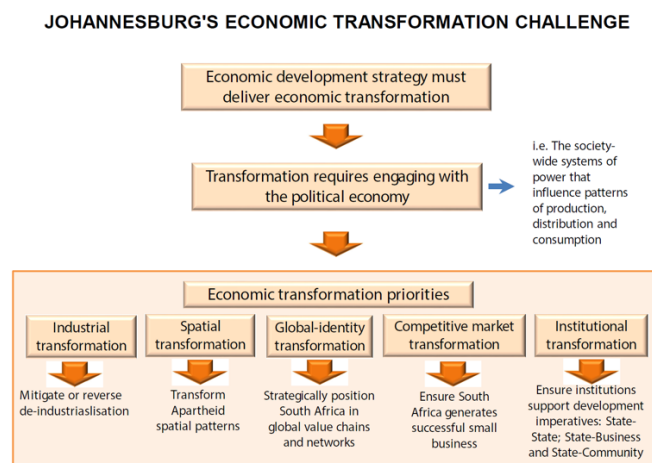 JOHANNESBURG'S ECONOMIC TRANSFORMATION CHALLENGE
Economic development strategy must
deliver economic transformation
Transformation requires engaging with
the political economy
i.e. The society-
wide systems of
power that
influence patterns
of production,
distribution and
consumption
Economic transformation priorities
Industrial
transformation
Mitigate or reverse
de-industrialisation
Spatial
transformation
Transform
Apartheid
spatial patterns
Global-identity
transformation
Strategically position
South Africa in
global value chains
and networks
Competitive market
transformation
Ensure South
Africa generates
successful small
business
Institutional
transformation
Ensure institutions
support development
imperatives: State-
State; State-Business
and State-Community